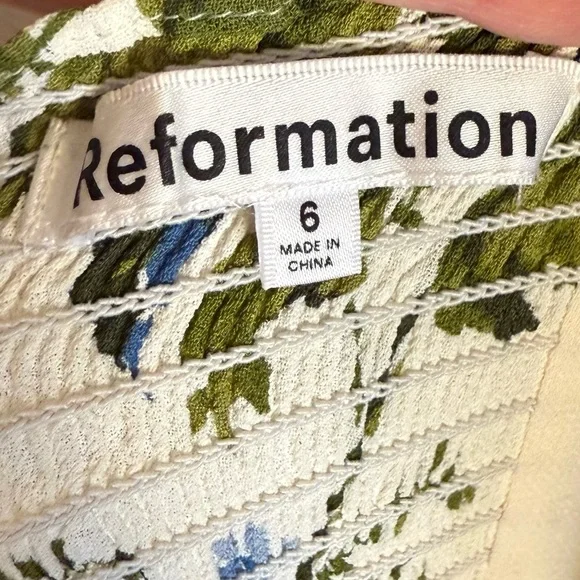 Reformation
6
MADE IN
CHINA